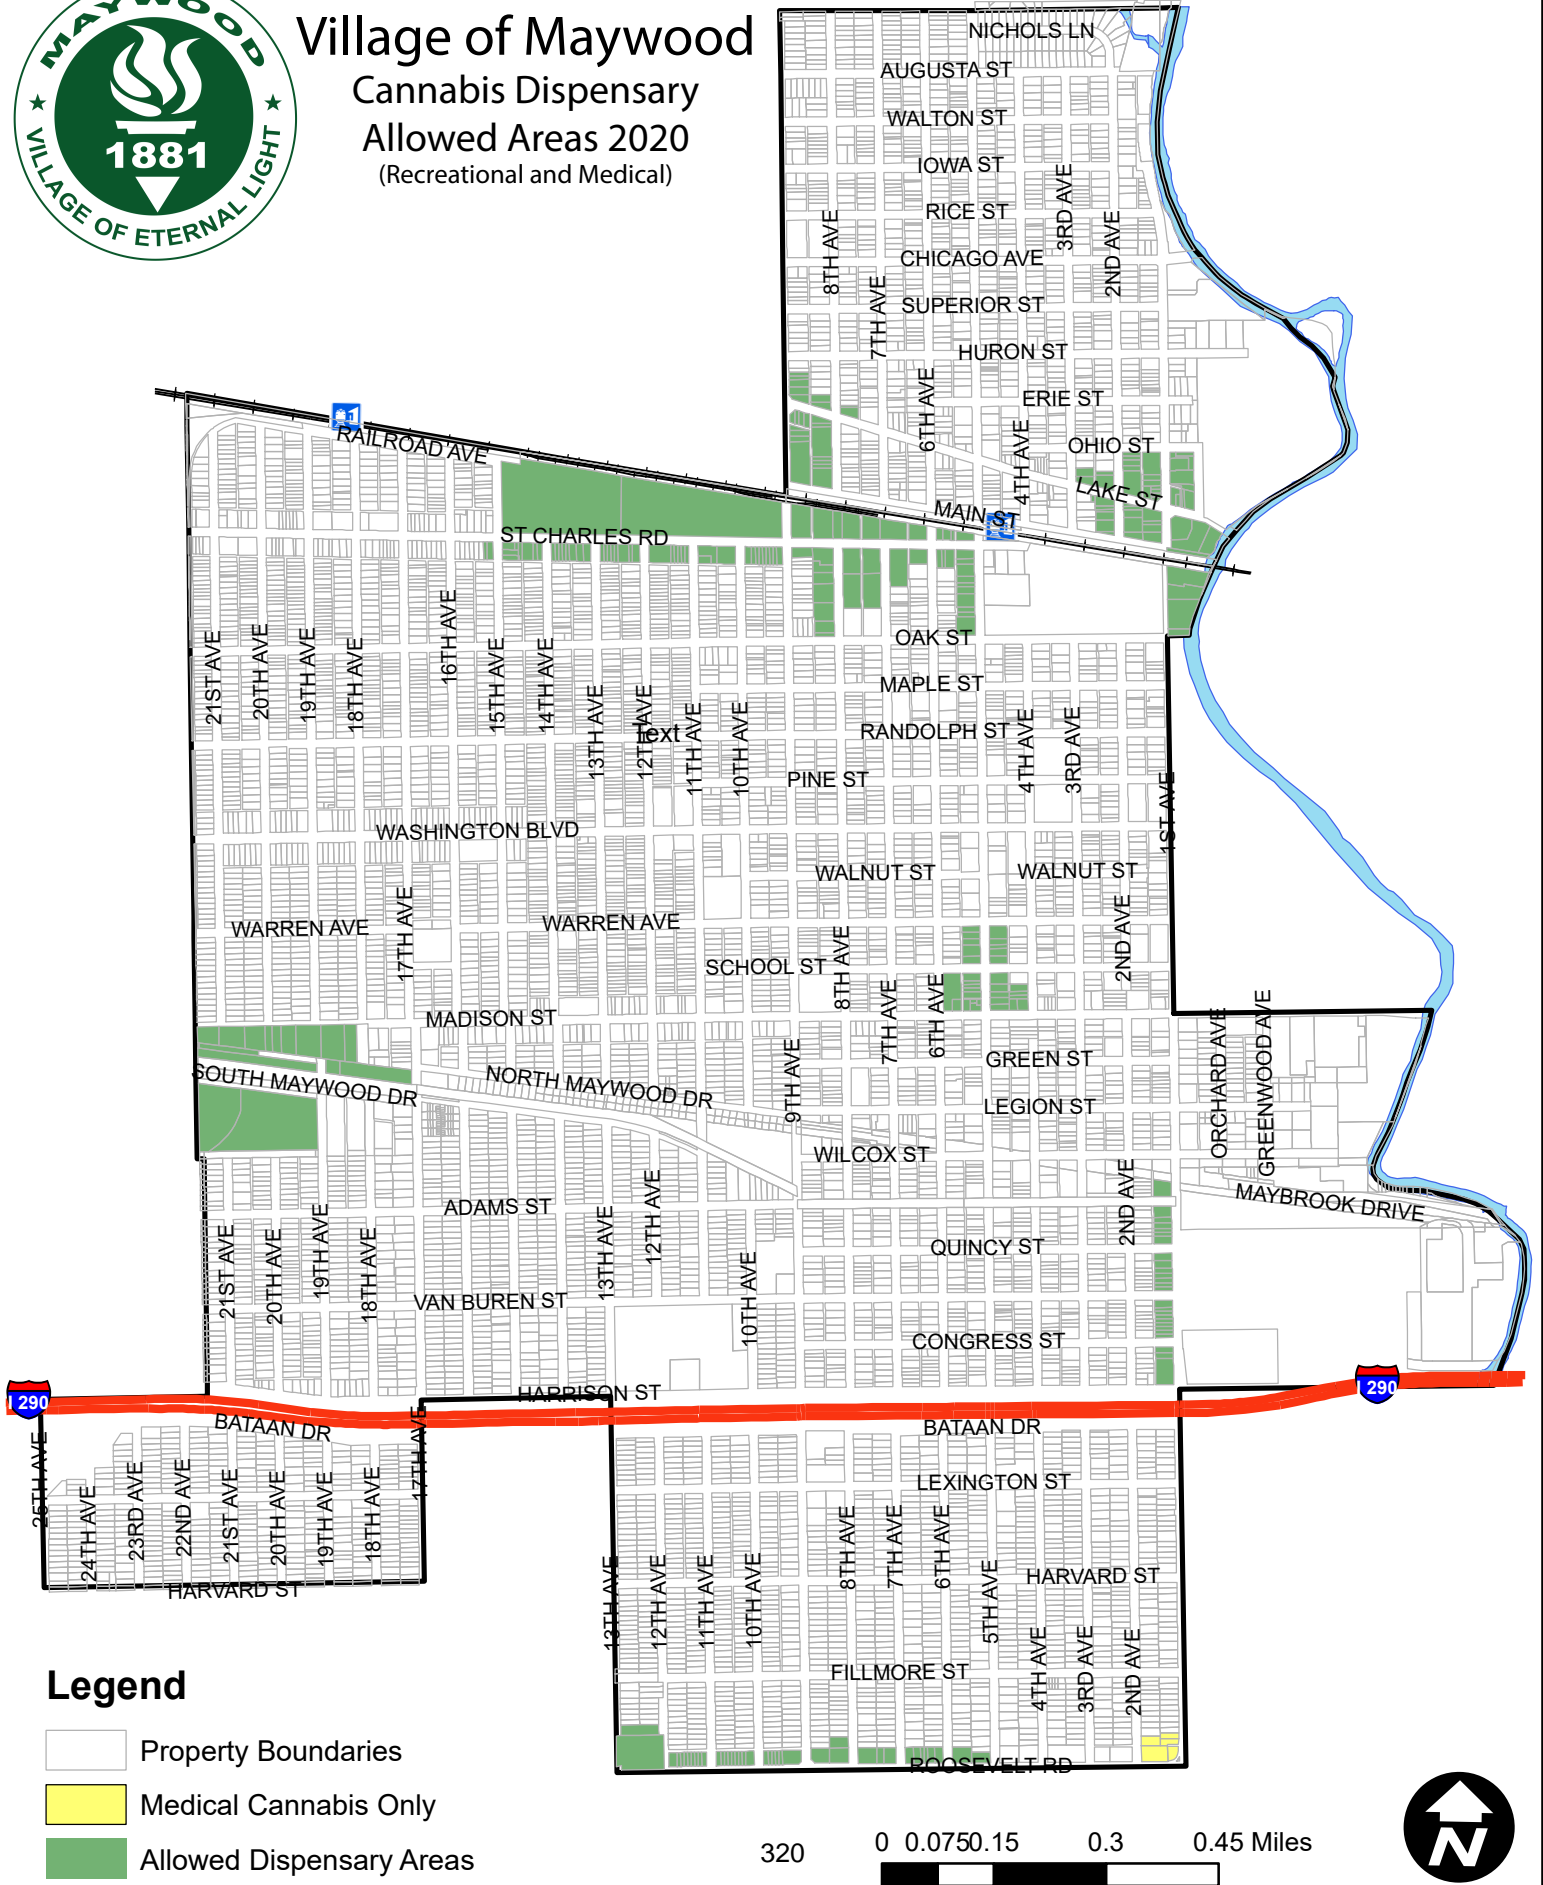 MAYWOOD
VILLAGE OF ETERNAL LIGHT
1881
Village of Maywood
Cannabis Dispensary
Allowed Areas 2020
(Recreational and Medical)
NICHOLS LN
AUGUSTA ST
WALTON ST
IOWA ST
3RD AVE
RICE ST
8TH AVE
2ND AVE
CHICAGO AVE
7TH AVE
SUPERIOR ST
HURON ST
6TH AVE
ERIE ST
4TH AVE
OHIO ST
RAILROAD AVE
LAKE ST
MAIN ST
ST CHARLES RD
16TH AVE
OAK ST
21ST AVE
20TH AVE
19TH AVE
18TH AVE
15TH AVE
14TH AVE
MAPLE ST
13TH AVE
12TH AVE
Text
11TH AVE
10TH AVE
RANDOLPH ST
4TH AVE
3RD AVE
PINE ST
1ST AVE
WASHINGTON BLVD
WALNUT ST
WALNUT ST
17TH AVE
WARREN AVE
WARREN AVE
2ND AVE
8TH AVE
SCHOOL ST
7TH AVE
6TH AVE
MADISON ST
ORCHARD AVE
GREENWOOD AVE
GREEN ST
9TH AVE
SOUTH MAYWOOD DR
NORTH MAYWOOD DR
LEGION ST
WILCOX ST
2ND AVE
MAYBROOK DRIVE
ADAMS ST
12TH AVE
13TH AVE
21ST AVE
20TH AVE
19TH AVE
18TH AVE
QUINCY ST
10TH AVE
VAN BUREN ST
CONGRESS ST
HARRISON ST
I 290
I 290
BATAAN DR
BATAAN DR
17TH AVE
25TH AVE
24TH AVE
23RD AVE
22ND AVE
21ST AVE
20TH AVE
19TH AVE
18TH AVE
LEXINGTON ST
8TH AVE
7TH AVE
6TH AVE
HARVARD ST
HARVARD ST
13TH AVE
12TH AVE
11TH AVE
10TH AVE
5TH AVE
4TH AVE
3RD AVE
2ND AVE
FILLMORE ST
ROOSEVELT RD
Legend
Property Boundaries
Medical Cannabis Only
Allowed Dispensary Areas
320
0 0.075 0.15 0.3 0.45 Miles
N